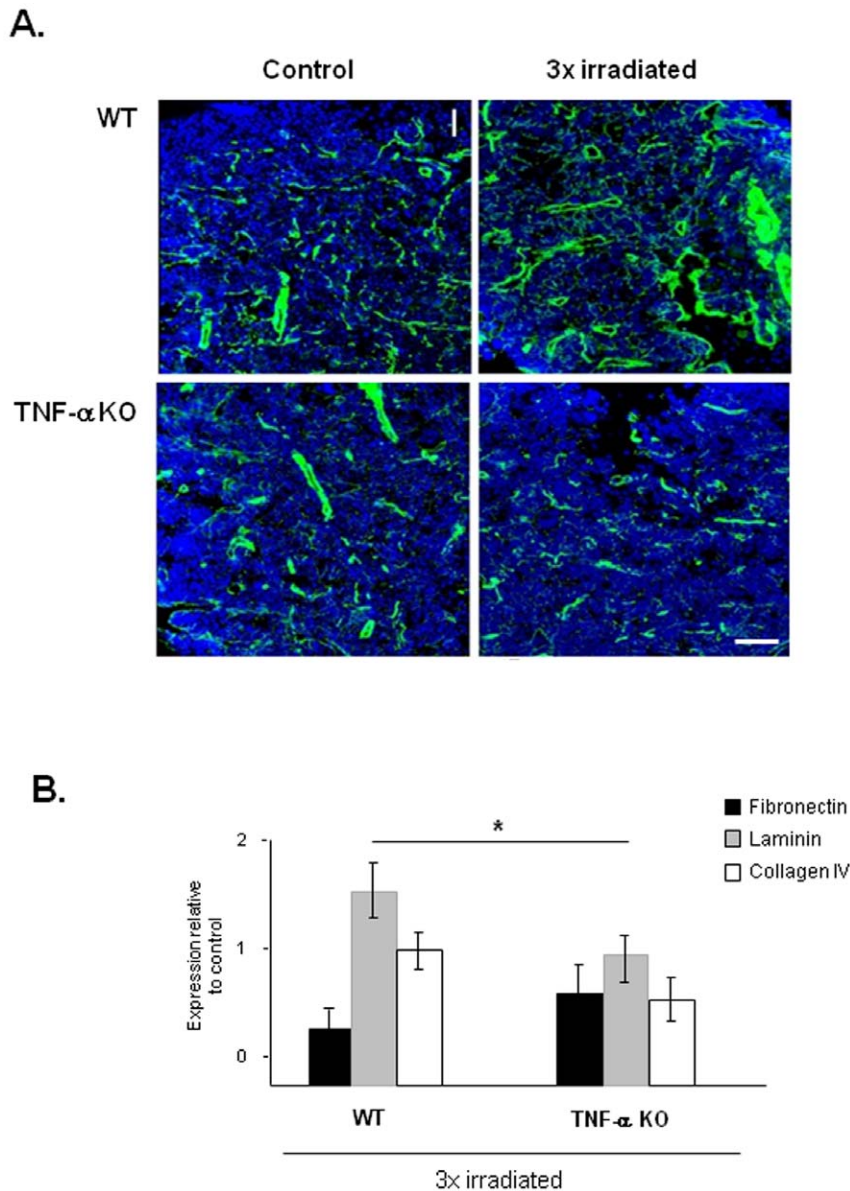 A.
Control 3x irradiated
WT
TNF-α KO
B.
Fibronectin
Laminin
Collagen IV
*
2
1
0
Expression relative
to control
WT TNF-α KO
3x irradiated